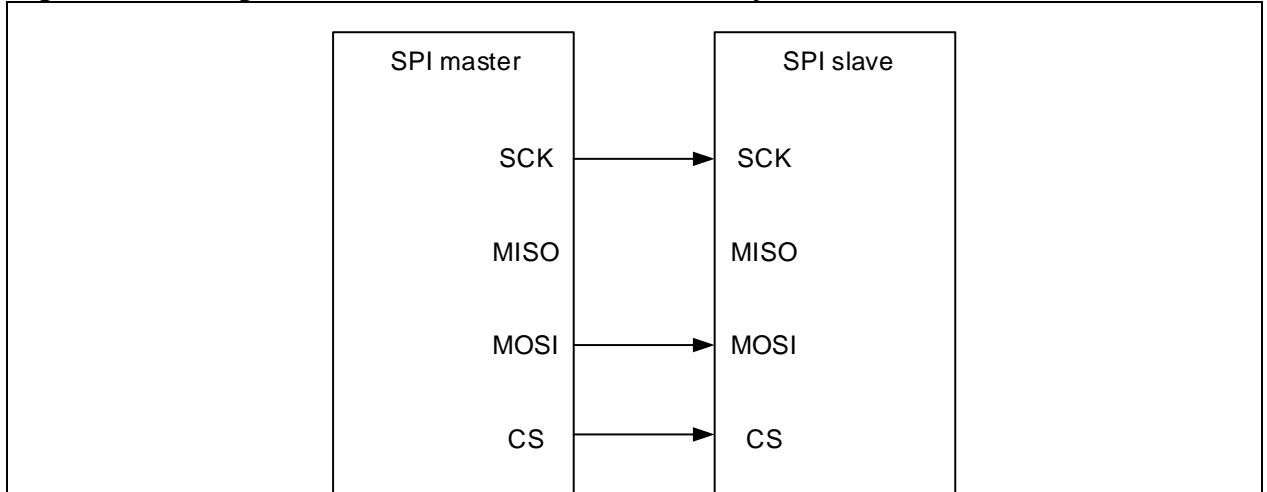 SPI master SPI slave
SCK SCK
MISO MISO
MOSI MOSI
CS CS